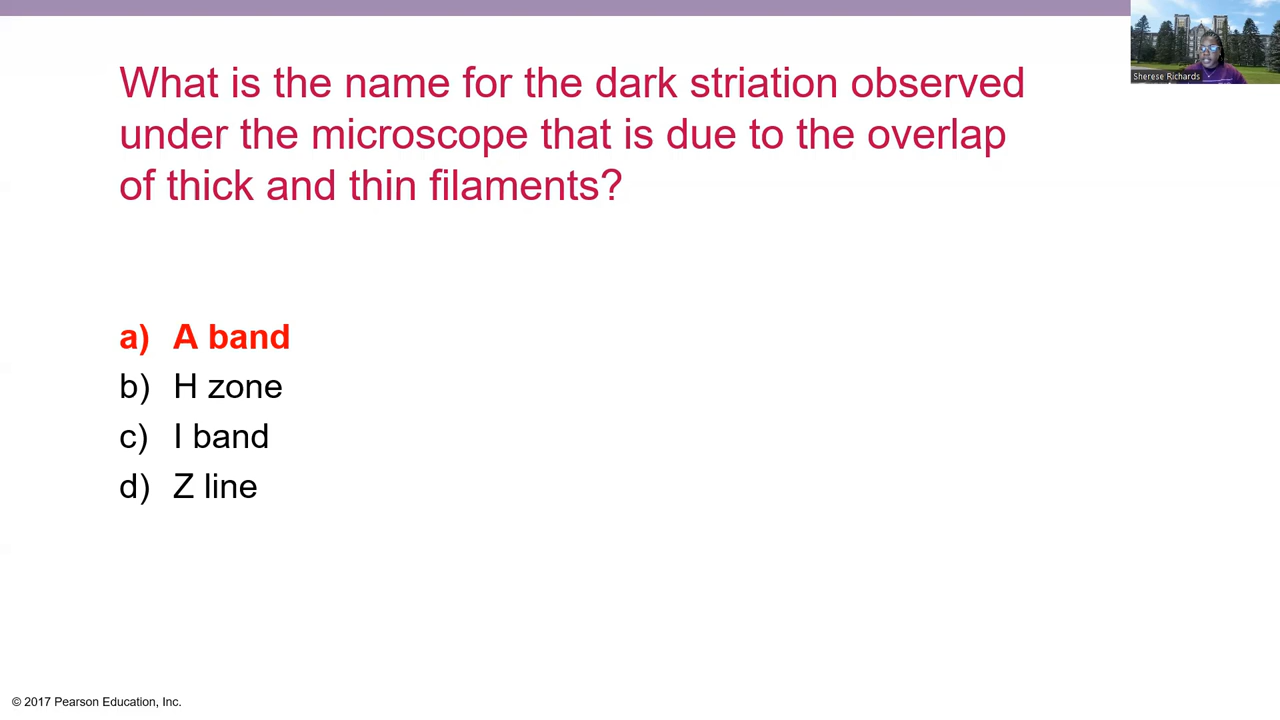 Sherese Richards
What is the name for the dark striation observed
under the microscope that is due to the overlap
of thick and thin filaments?
a) A band
b) H zone
c) I band
d) Z line
© 2017 Pearson Education, Inc.